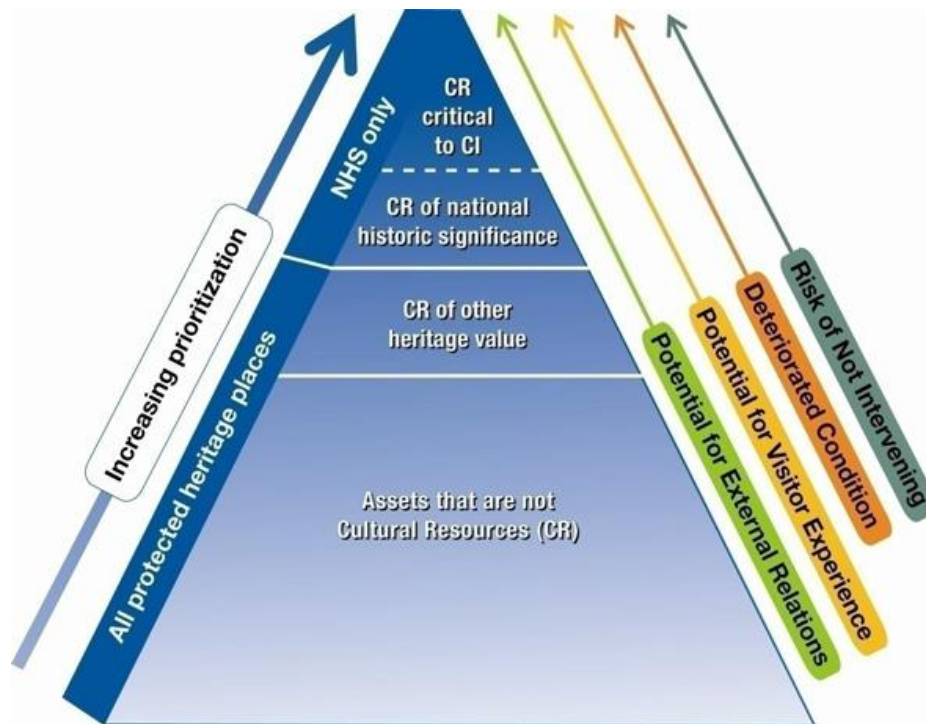 Increasing prioritization
NHS only
All protected heritage places
CR
critical
to CI
CR of national
historic significance
CR of other
heritage value
Assets that are not
Cultural Resources (CR)
Potential for External Relations
Potential for Visitor Experience
Deteriorated Condition
Risk of Not Intervening